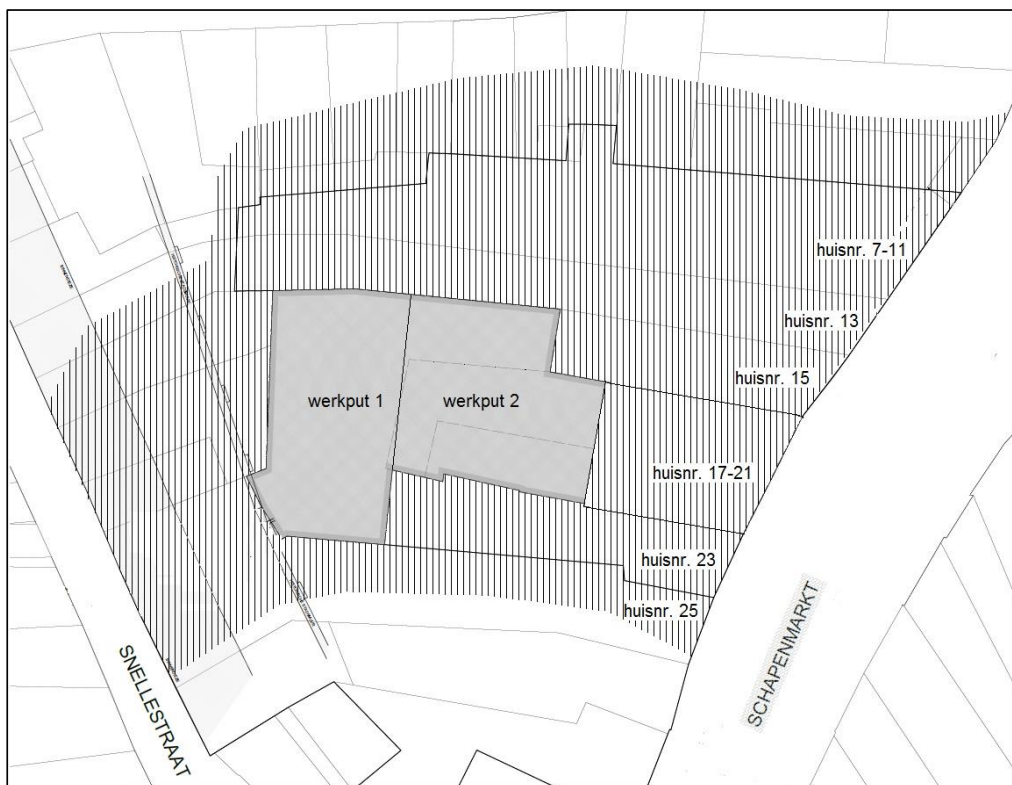 huisnr. 7-11
huisnr. 13
huisnr. 15
werkput 1
werkput 2
huisnr. 17-21
huisnr. 23
huisnr. 25
SNELLESTRAAT
SCHAPENMARKT